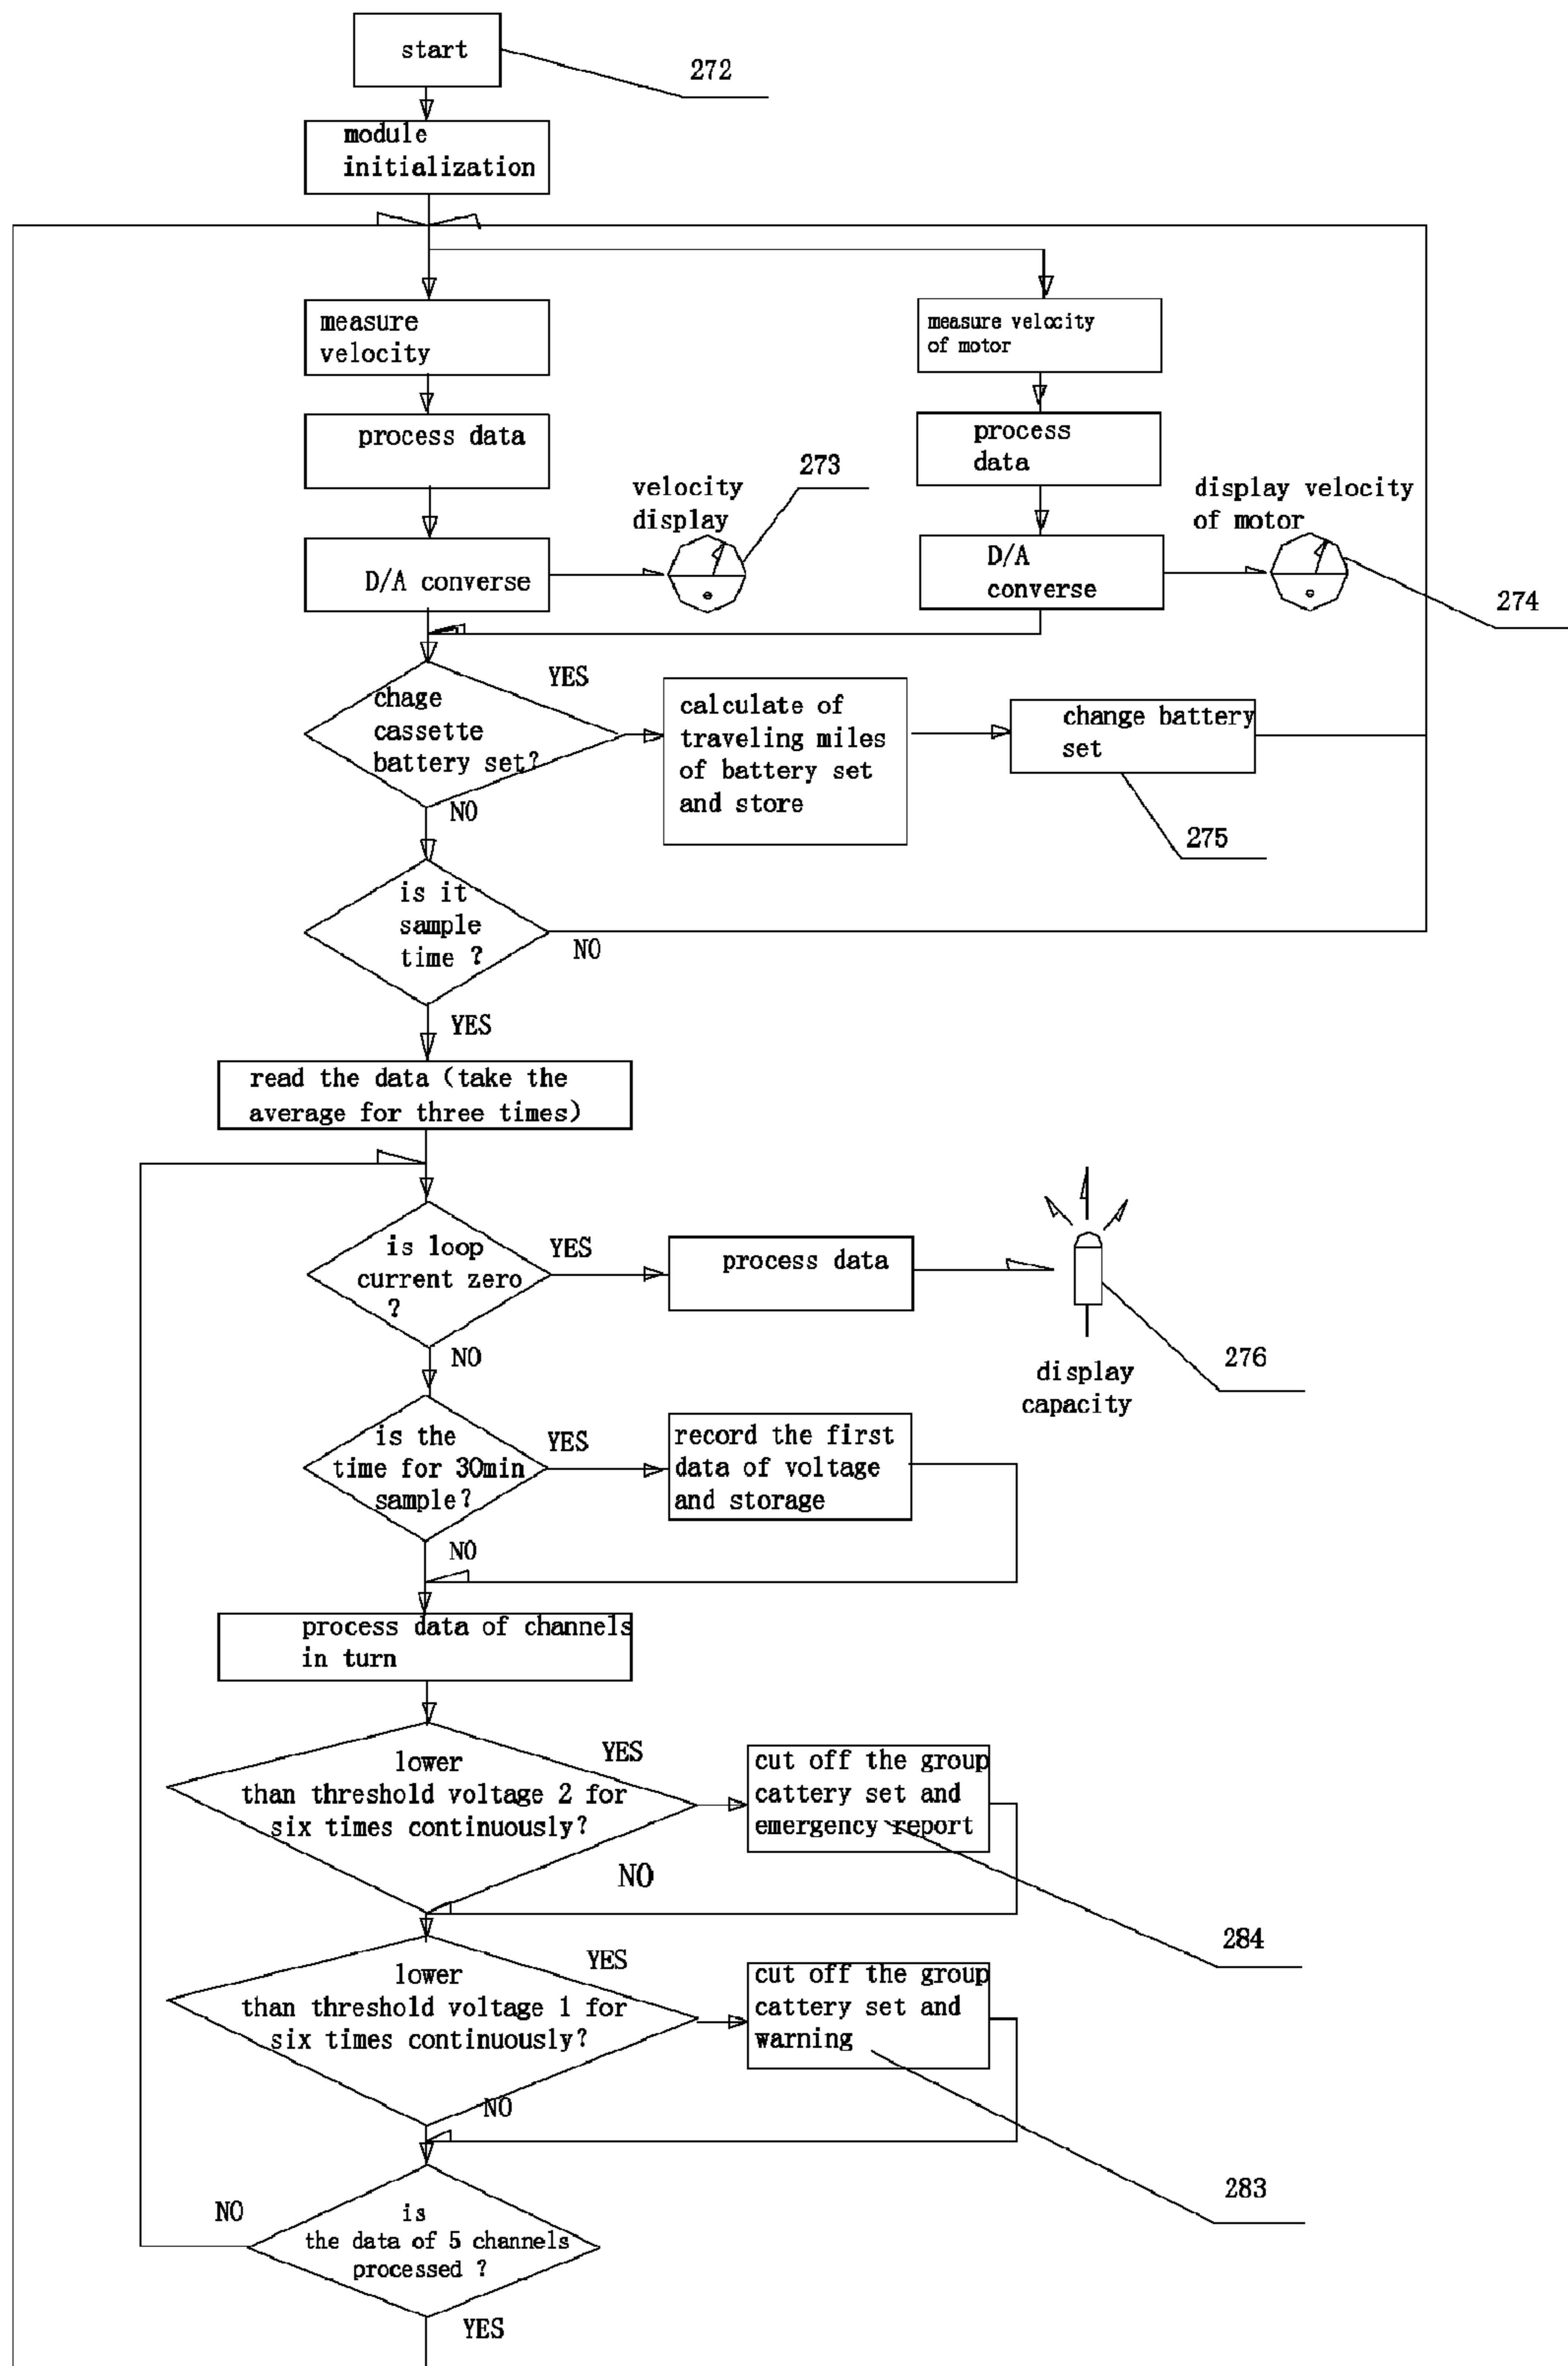 start
272
module
initialization
measure
velocity
measure velocity
of motor
process data
process
data
velocity
display
273
display velocity
of motor
D/A converse
D/A
converse
274
YES
chage
cassette
battery set?
calculate of
traveling miles
of battery set
and store
change battery
set
NO
275
is it
sample
time ?
NO
YES
read the data (take the
average for three times)
is loop
current zero
?
YES
process data
NO
display
capacity
276
is the
time for 30min
sample?
YES
record the first
data of voltage
and storage
NO
process data of channels
in turn
lower
than threshold voltage 2 for
six times continuously?
YES
cut off the group
cattery set and
emergency report
NO
284
lower
than threshold voltage 1 for
six times continuously?
YES
cut off the group
cattery set and
warning
NO
283
NO
is
the data of 5 channels
processed ?
YES